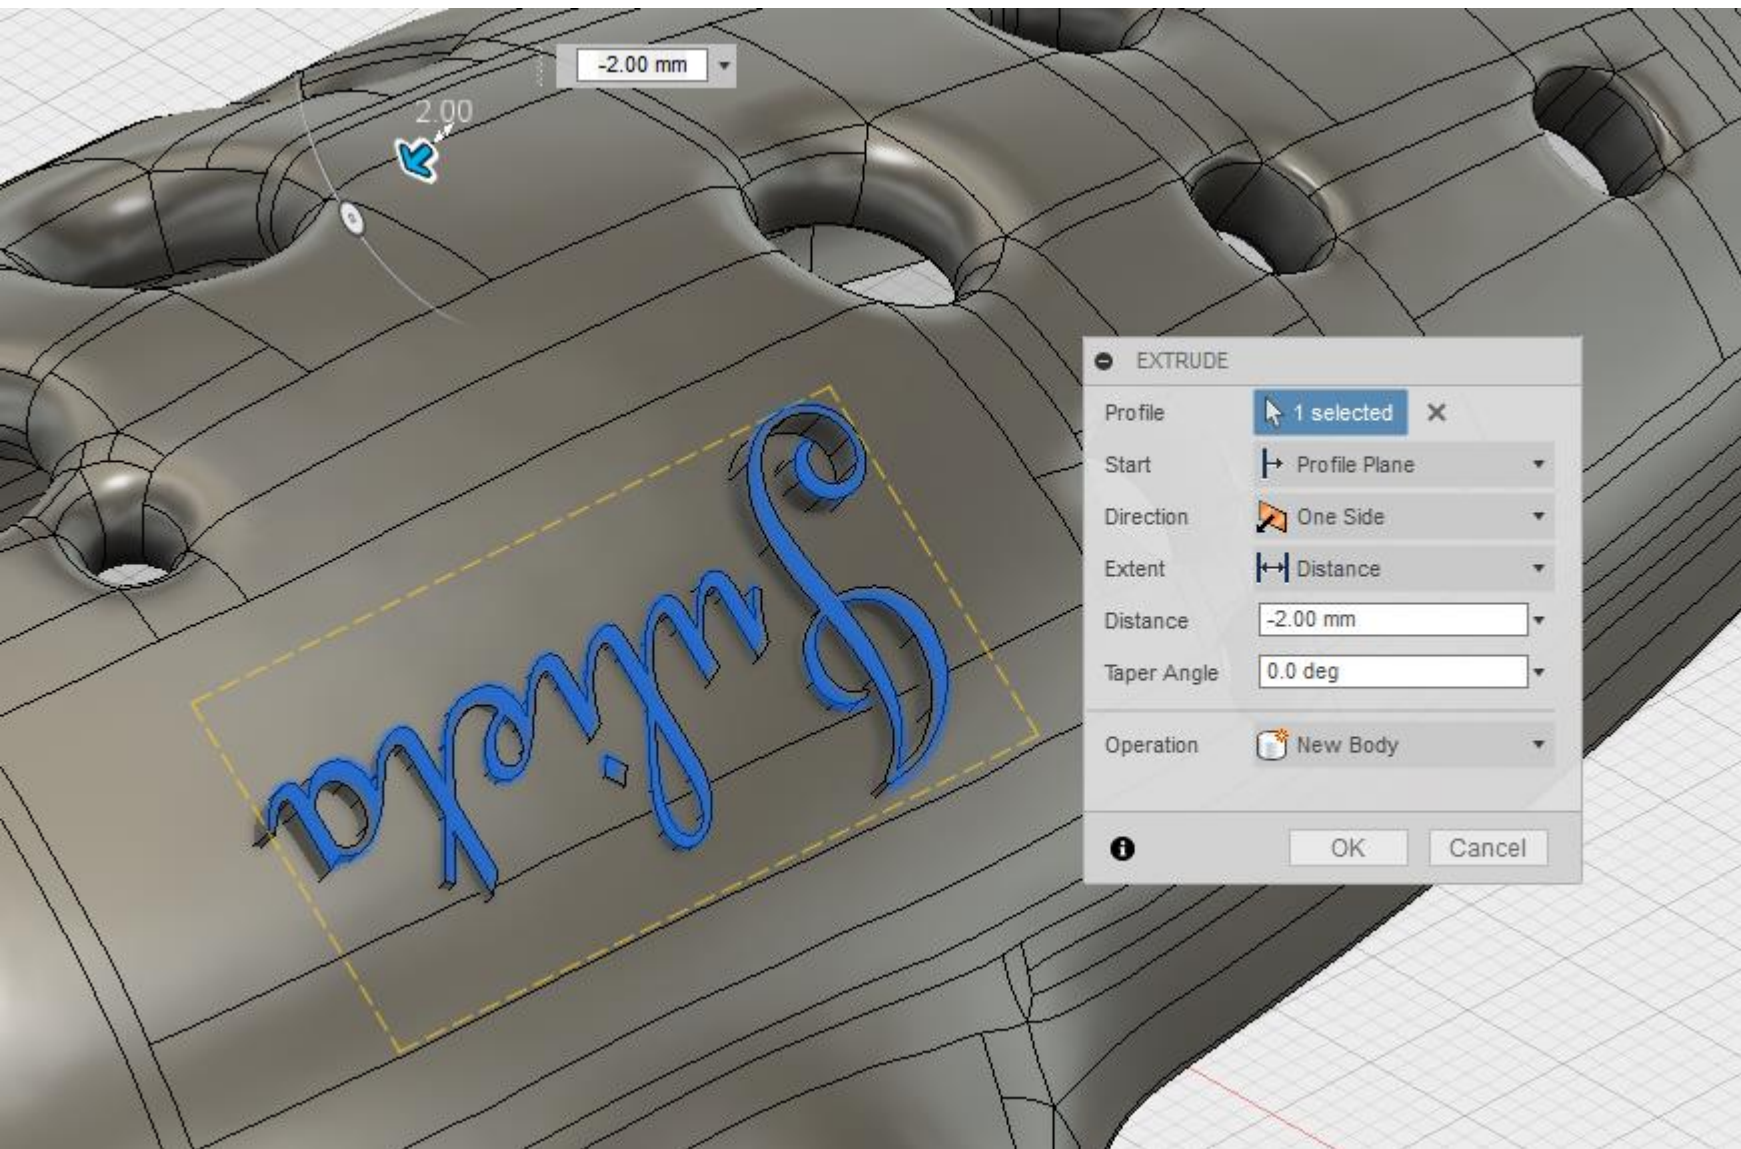 -2.00 mm
2.00
Julieta
EXTRUDE
Profile 1 selected
Start Profile Plane
Direction One Side
Extent Distance
Distance -2.00 mm
Taper Angle 0.0 deg
Operation New Body
OK Cancel